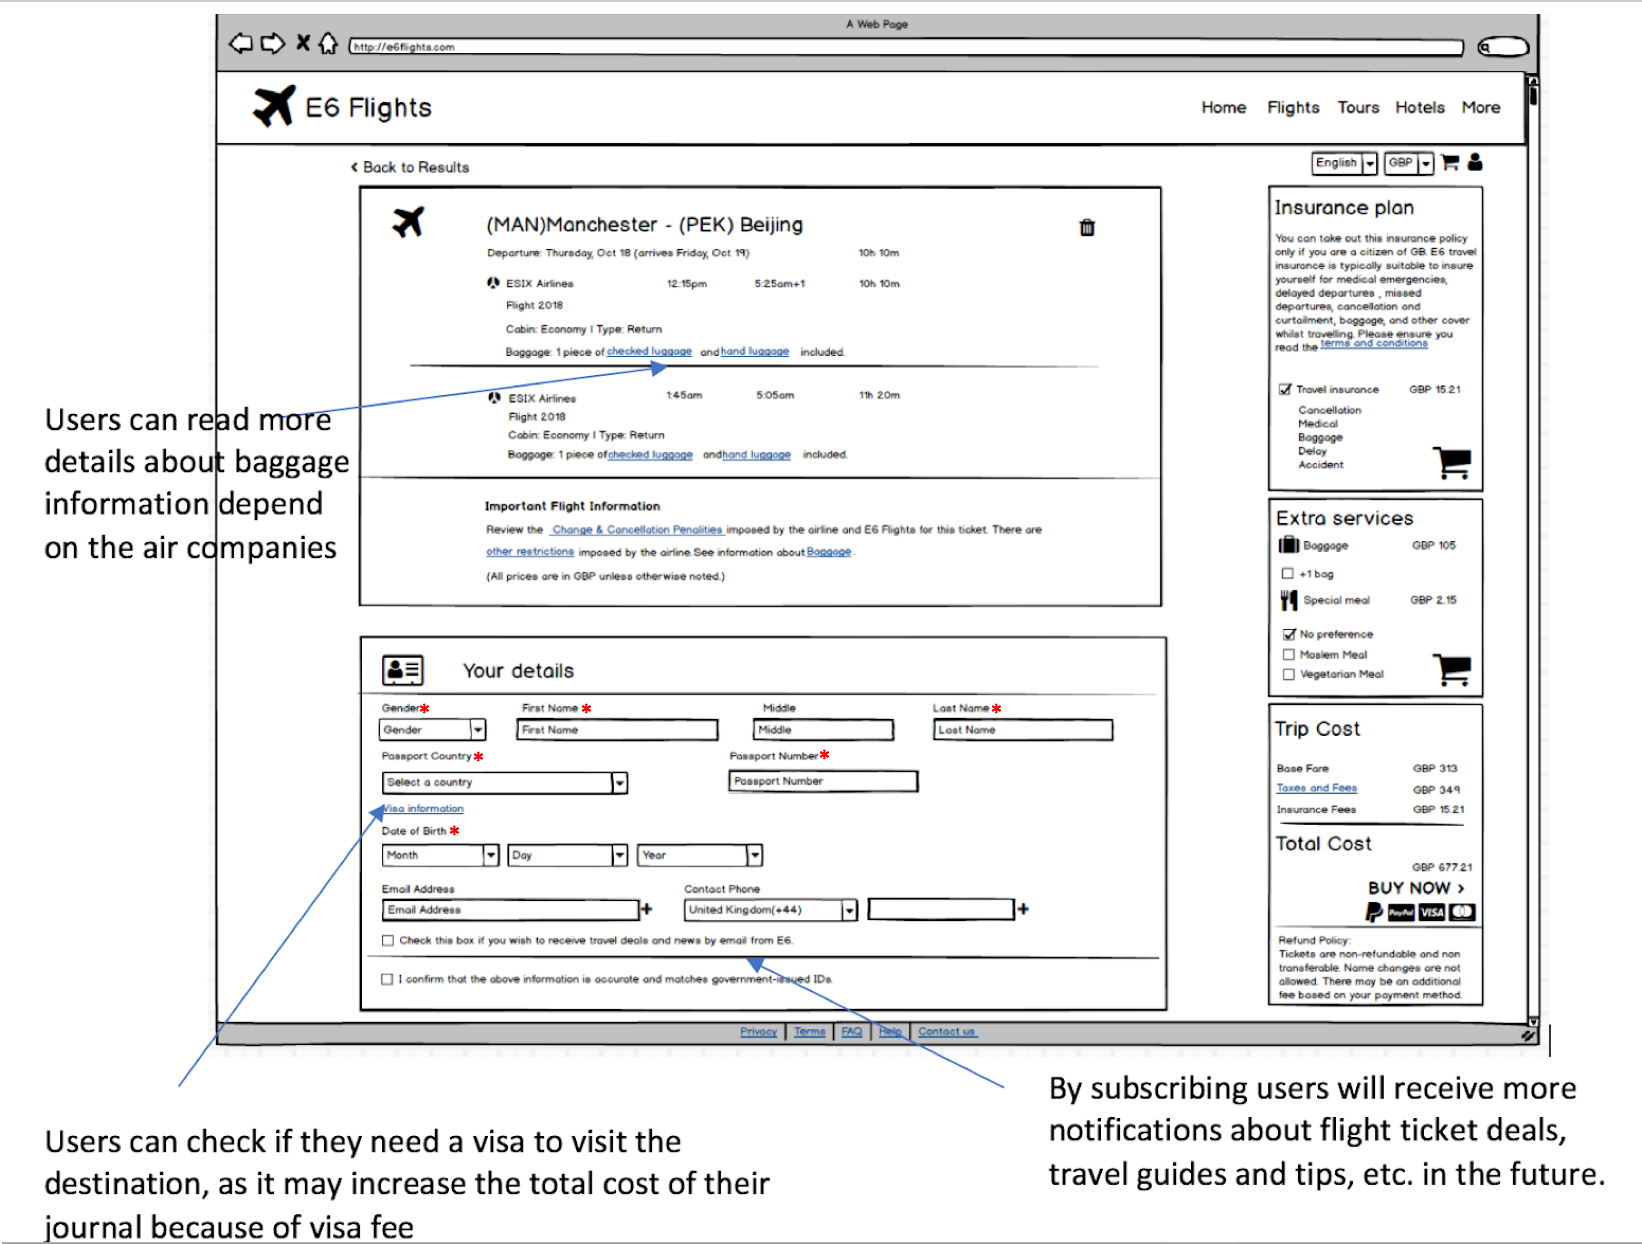 A Web Page
http://e6flights.com
E6 Flights
Home Flights Tours Hotels More
< Back to Results
English GBP
(MAN)Manchester - (PEK) Beijing
Departure: Thursday, Oct 18 (arrives Friday, Oct 19) 10h 10m
ESIX Airlines 12:15pm 5:25am+1 10h 10m
Flight 2018
Cabin: Economy | Type: Return
Baggage: 1 piece of checked luggage and hand luggage included.
ESIX Airlines 1:45am 5:05am 11h 20m
Flight 2018
Cabin: Economy | Type: Return
Baggage: 1 piece of checked luggage and hand luggage included.
Important Flight Information
Review the Change & Cancellation Penalities imposed by the airline and E6 Flights for this ticket. There are
other restrictions imposed by the airline. See information about Baggage .
(All prices are in GBP unless otherwise noted.)
Users can read more
details about baggage
information depend
on the air companies
Insurance plan
You can take out this insurance policy
only if you are a citizen of GB. E6 travel
insurance is typically suitable to insure
yourself for medical emergencies,
delayed departures , missed
departures, cancellation and
curtailment, baggage, and other cover
whilst travelling. Please ensure you
read the terms and conditions
Travel insurance GBP 15.21
Cancellation
Medical
Baggage
Delay
Accident
Extra services
Baggage GBP 105
+1 bag
Special meal GBP 2.15
No preference
Moslem Meal
Vegetarian Meal
Your details
Gender* First Name * Middle Last Name *
Gender First Name Middle Last Name
Passport Country * Passport Number *
Select a country Passport Number
Visa information
Date of Birth *
Month Day Year
Email Address Contact Phone
Email Address + United Kingdom(+44) +
Check this box if you wish to receive travel deals and news by email from E6.
I confirm that the above information is accurate and matches government-issued IDs.
Trip Cost
Base Fare GBP 313
Taxes and Fees GBP 349
Insurance Fees GBP 15.21
Total Cost
GBP 677.21
BUY NOW >
PayPal VISA
Refund Policy:
Tickets are non-refundable and non
transferable. Name changes are not
allowed. There may be an additional
fee based on your payment method.
Privacy Terms FAQ Help Contact us
Users can check if they need a visa to visit the
destination, as it may increase the total cost of their
journal because of visa fee
By subscribing users will receive more
notifications about flight ticket deals,
travel guides and tips, etc. in the future.